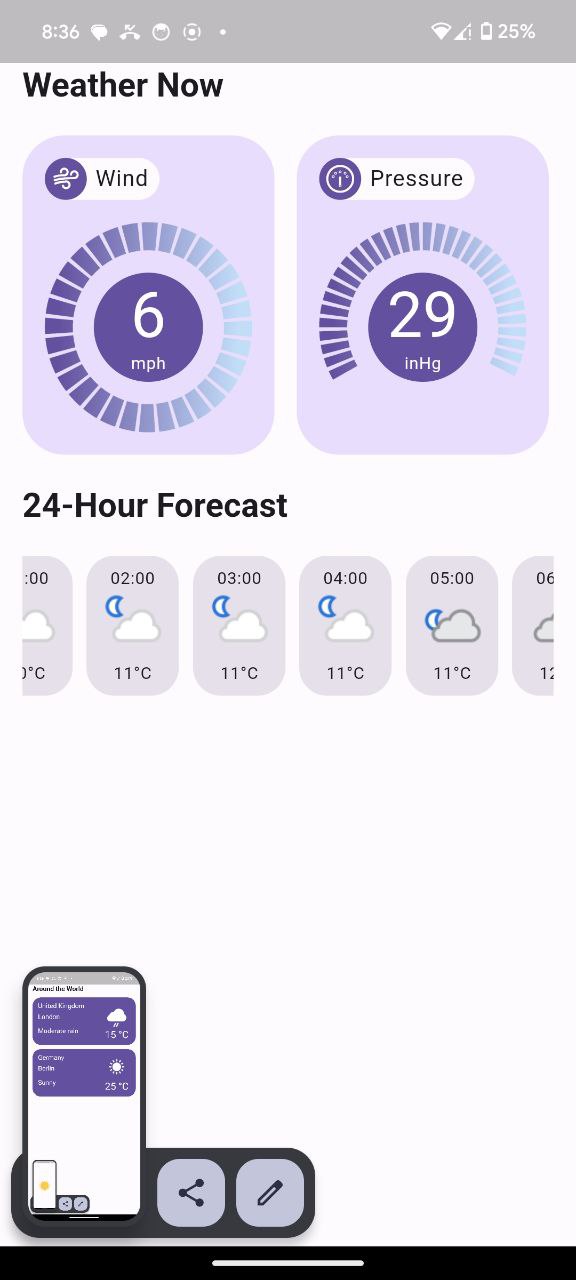 8:36
25%
Weather Now
Wind
Pressure
6
29
mph
inHg
24-Hour Forecast
:00 02:00 03:00 04:00 05:00 06
0°C 11°C 11°C 11°C 11°C 12
Around the World
United Kingdom
London
Moderate rain
15 °C
Germany
Berlin
Sunny
25 °C